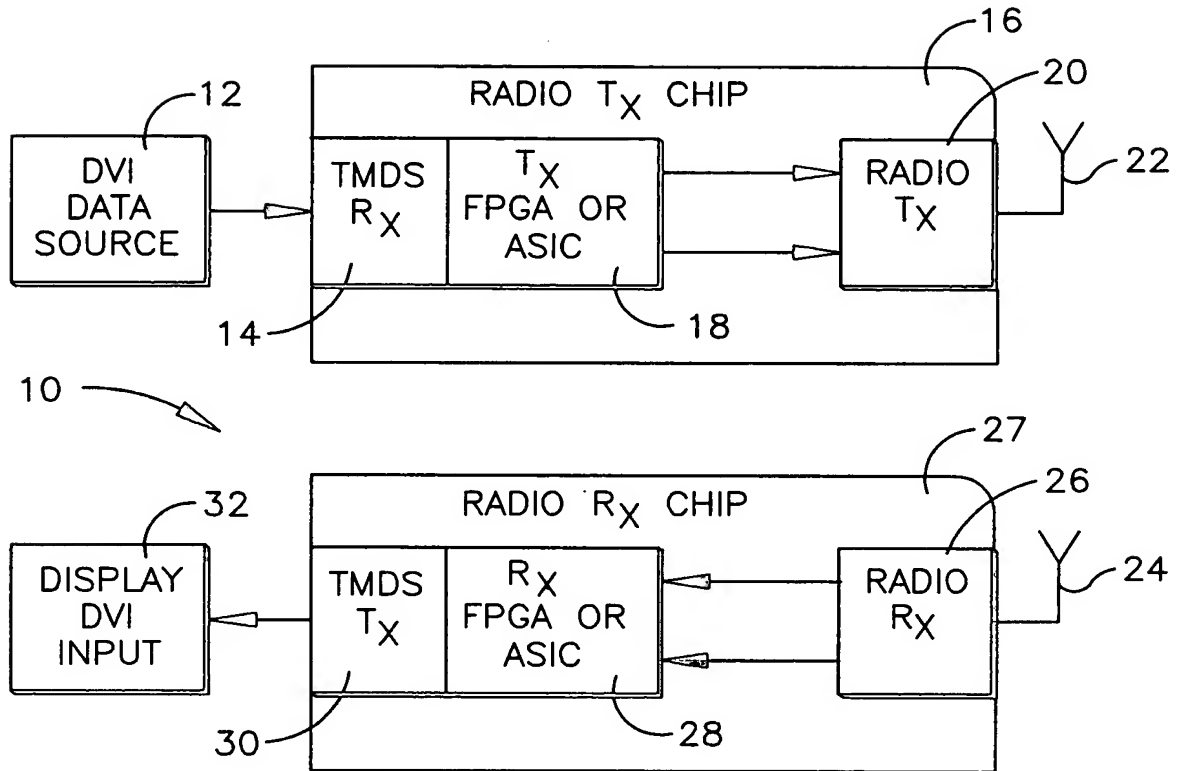 16
RADIO TX CHIP
20
12
DVI
DATA
SOURCE
TMDS
RX
TX
FPGA OR
ASIC
RADIO
TX
22
14
18
10
27
RADIO RX CHIP
26
32
DISPLAY
DVI
INPUT
TMDS
TX
RX
FPGA OR
ASIC
RADIO
RX
24
30
28